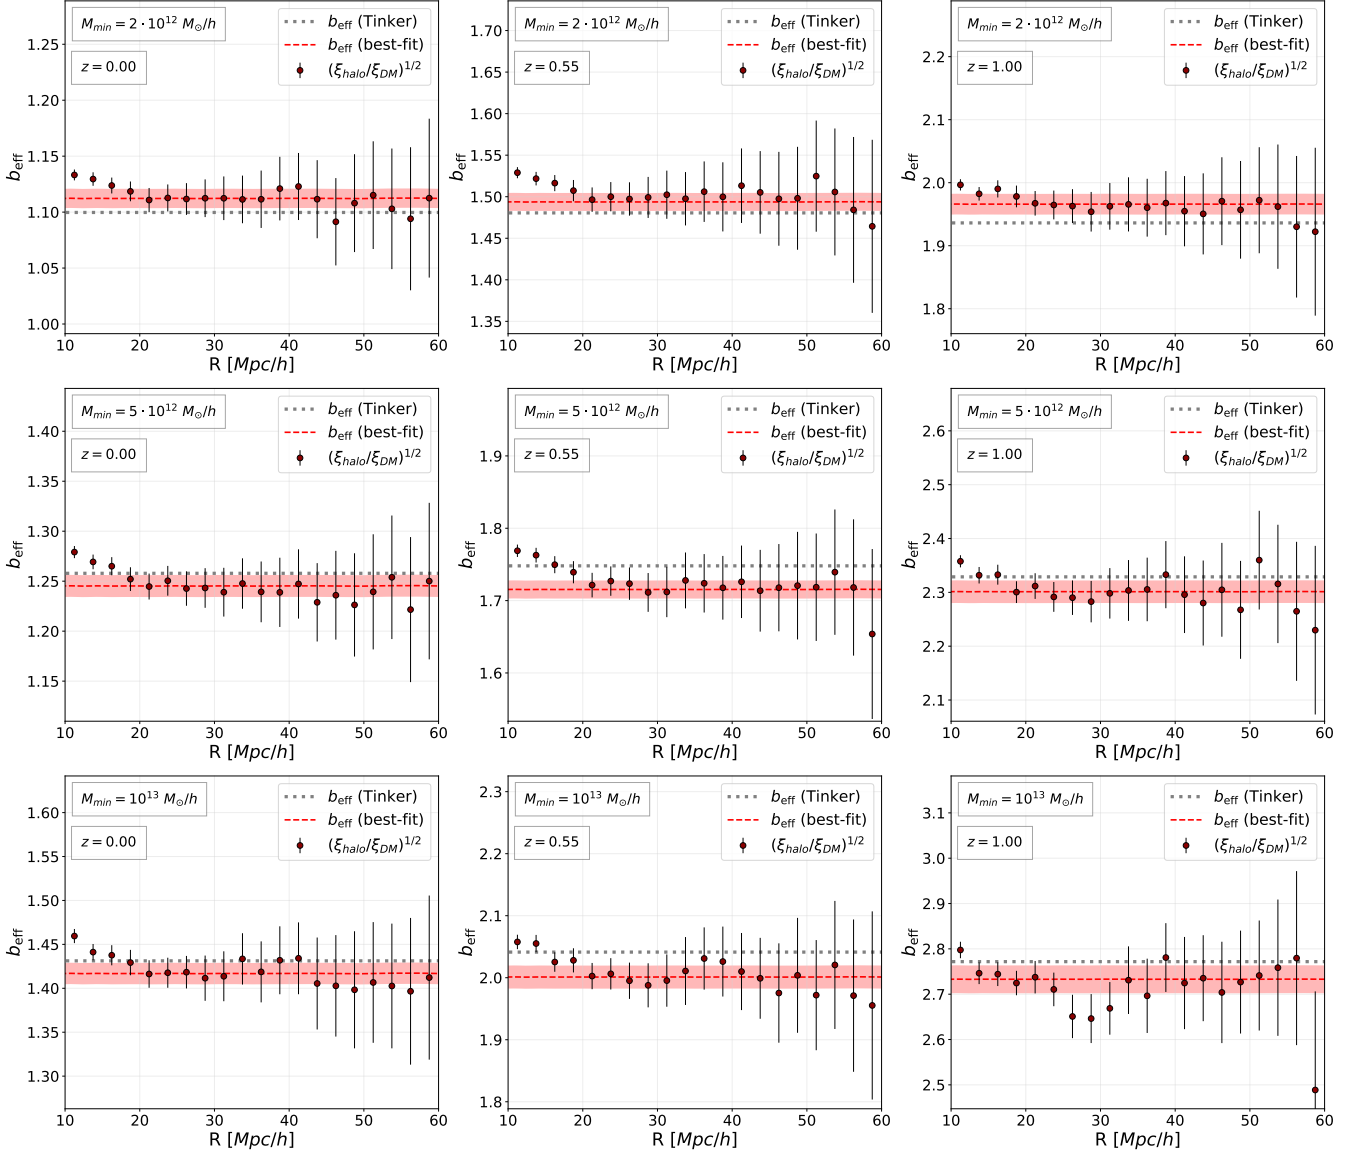 M_min = 2 · 10^12 M_⊙/h
z = 0.00
b_eff (Tinker)
b_eff (best-fit)
(ξ_halo/ξ_DM)^1/2
1.25
1.20
1.15
1.10
1.05
1.00
b_eff
10 20 30 40 50 60
R [Mpc/h]
M_min = 2 · 10^12 M_⊙/h
z = 0.55
b_eff (Tinker)
b_eff (best-fit)
(ξ_halo/ξ_DM)^1/2
1.70
1.65
1.60
1.55
1.50
1.45
1.40
1.35
b_eff
10 20 30 40 50 60
R [Mpc/h]
M_min = 2 · 10^12 M_⊙/h
z = 1.00
b_eff (Tinker)
b_eff (best-fit)
(ξ_halo/ξ_DM)^1/2
2.2
2.1
2.0
1.9
1.8
b_eff
10 20 30 40 50 60
R [Mpc/h]
M_min = 5 · 10^12 M_⊙/h
z = 0.00
b_eff (Tinker)
b_eff (best-fit)
(ξ_halo/ξ_DM)^1/2
1.40
1.35
1.30
1.25
1.20
1.15
b_eff
10 20 30 40 50 60
R [Mpc/h]
M_min = 5 · 10^12 M_⊙/h
z = 0.55
b_eff (Tinker)
b_eff (best-fit)
(ξ_halo/ξ_DM)^1/2
1.9
1.8
1.7
1.6
b_eff
10 20 30 40 50 60
R [Mpc/h]
M_min = 5 · 10^12 M_⊙/h
z = 1.00
b_eff (Tinker)
b_eff (best-fit)
(ξ_halo/ξ_DM)^1/2
2.6
2.5
2.4
2.3
2.2
2.1
b_eff
10 20 30 40 50 60
R [Mpc/h]
M_min = 10^13 M_⊙/h
z = 0.00
b_eff (Tinker)
b_eff (best-fit)
(ξ_halo/ξ_DM)^1/2
1.60
1.55
1.50
1.45
1.40
1.35
1.30
b_eff
10 20 30 40 50 60
R [Mpc/h]
M_min = 10^13 M_⊙/h
z = 0.55
b_eff (Tinker)
b_eff (best-fit)
(ξ_halo/ξ_DM)^1/2
2.3
2.2
2.1
2.0
1.9
1.8
b_eff
10 20 30 40 50 60
R [Mpc/h]
M_min = 10^13 M_⊙/h
z = 1.00
b_eff (Tinker)
b_eff (best-fit)
(ξ_halo/ξ_DM)^1/2
3.1
3.0
2.9
2.8
2.7
2.6
2.5
b_eff
10 20 30 40 50 60
R [Mpc/h]